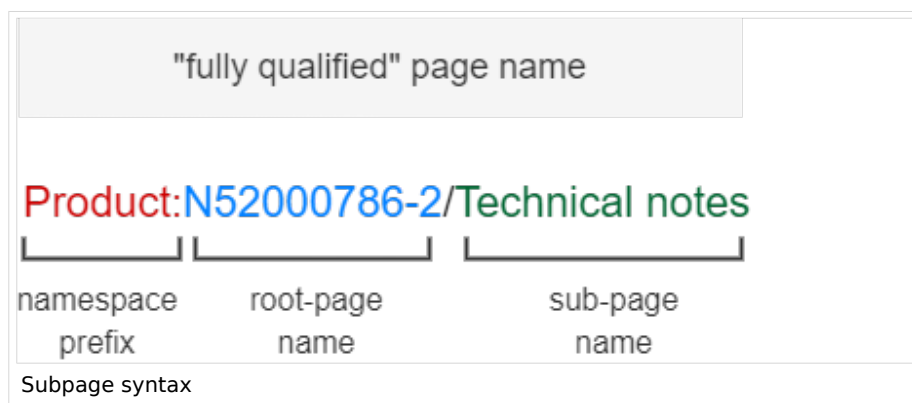 "fully qualified" page name
Product:N52000786-2/Technical notes
namespace root-page sub-page
prefix name name
Subpage syntax